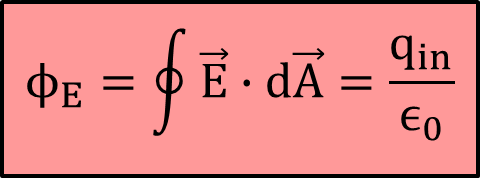 ϕ_E = ∮ E⃗ · dA⃗ = q_in / ϵ_0